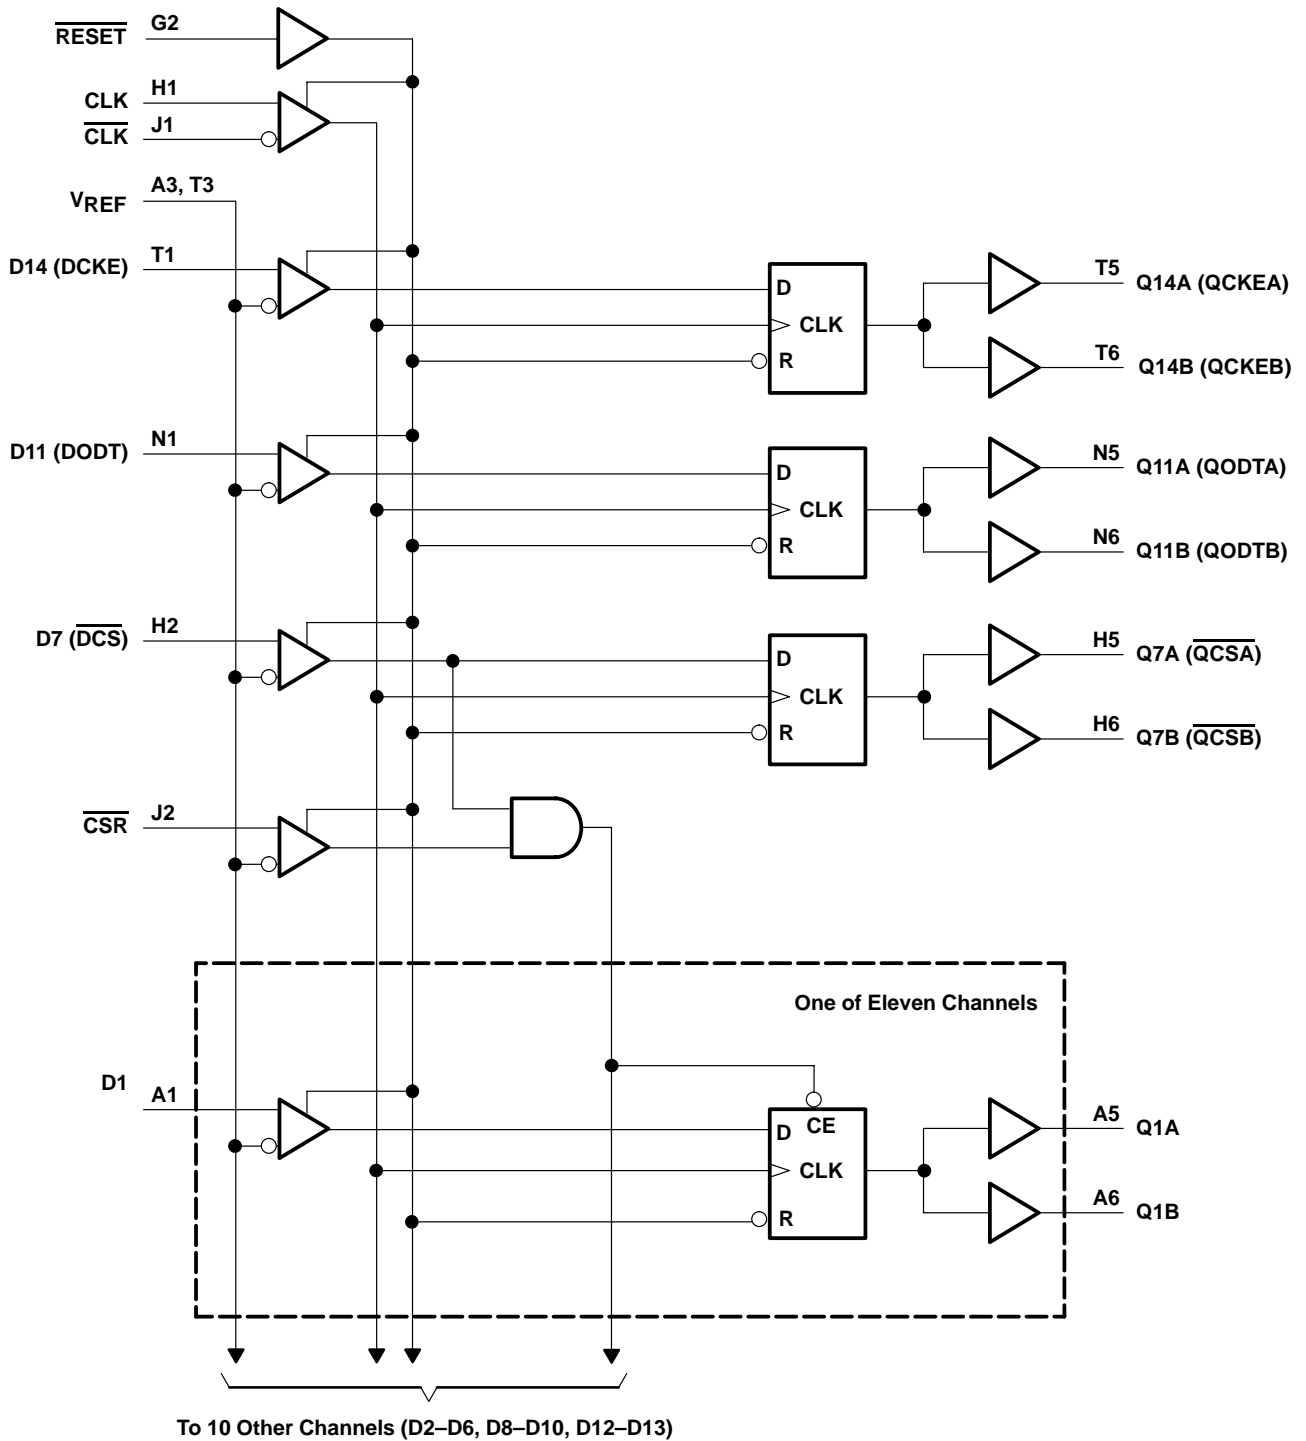 RESET G2
CLK H1
CLK J1
VREF A3, T3
D14 (DCKE) T1
D
CLK
R
T5 Q14A (QCKEA)
T6 Q14B (QCKEB)
D11 (DODT) N1
D
CLK
R
N5 Q11A (QODTA)
N6 Q11B (QODTB)
D7 (DCS) H2
D
CLK
R
H5 Q7A (QCSA)
H6 Q7B (QCSB)
CSR J2
One of Eleven Channels
D1 A1
CE
D
CLK
R
A5 Q1A
A6 Q1B
To 10 Other Channels (D2–D6, D8–D10, D12–D13)